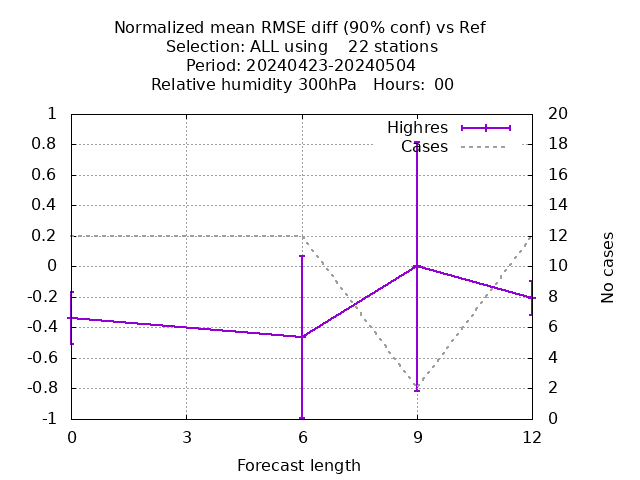 Normalized mean RMSE diff (90% conf) vs Ref
Selection: ALL using    22 stations
Period: 20240423-20240504
Relative humidity 300hPa   Hours:  00
Highres
Cases
1
0.8
0.6
0.4
0.2
0
-0.2
-0.4
-0.6
-0.8
-1
20
18
16
14
12
10
8
6
4
2
0
No cases
0 3 6 9 12
Forecast length